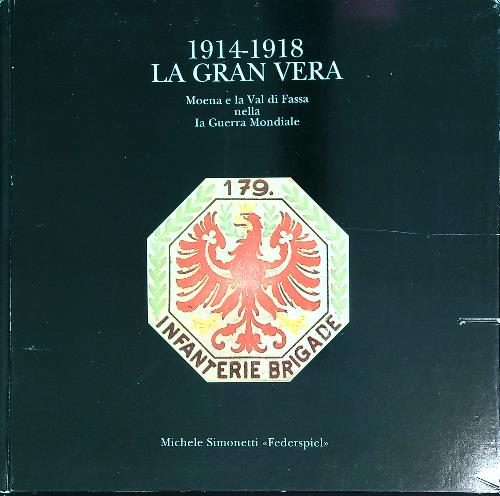 1914-1918
LA GRAN VERA
Moena e la Val di Fassa
nella
Ia Guerra Mondiale
179.
INFANTERIE BRIGADE
Michele Simonetti «Federspiel»